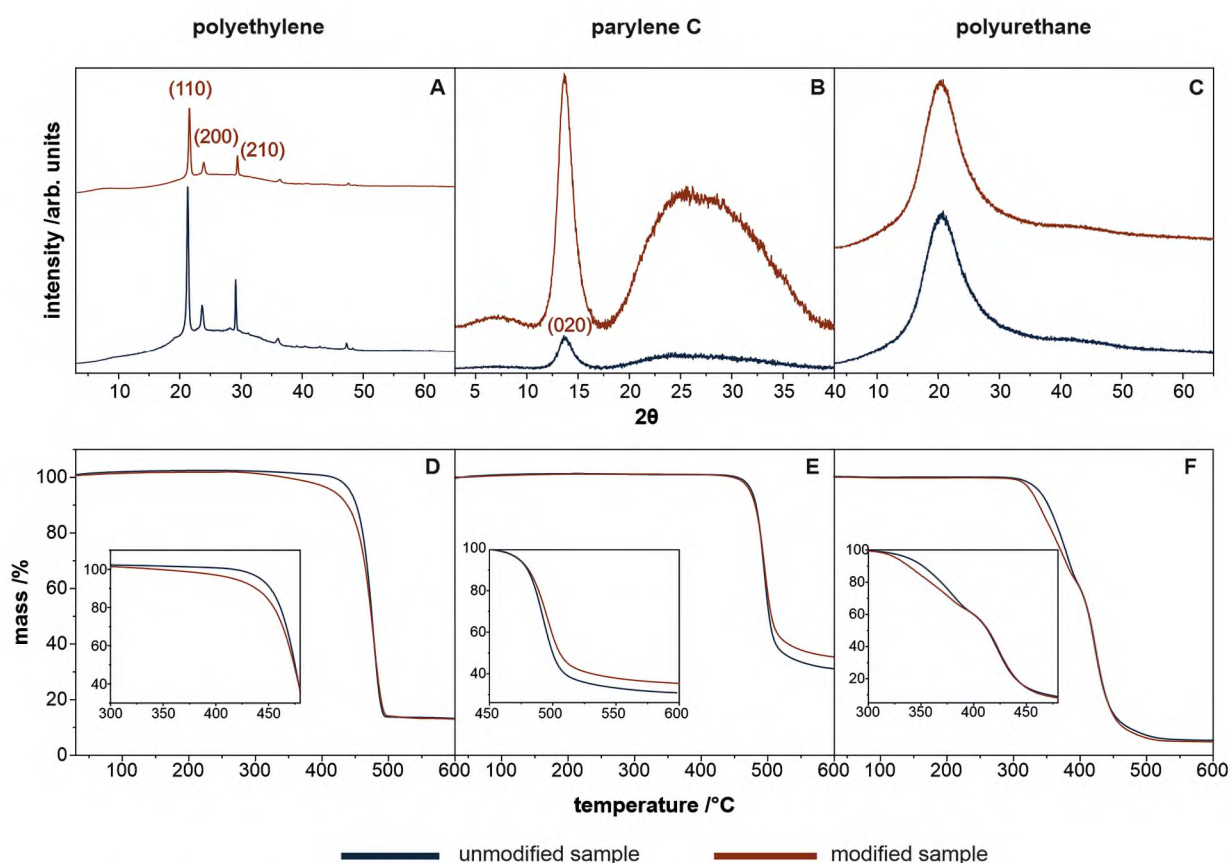 polyethylene parylene C polyurethane
intensity /arb. units
A
(110)
(200)
(210)
B
(020)
C
10 20 30 40 50 60
5 10 15 20 25 30 35 40
10 20 30 40 50 60
2θ
mass /%
100
80
60
40
20
0
D
100
80
60
40
300 350 400 450
100 200 300 400 500 600
E
100
80
60
40
450 500 550 600
100 200 300 400 500 600
F
100
80
60
40
20
10
300 350 400 450
100 200 300 400 500 600
temperature /°C
unmodified sample modified sample